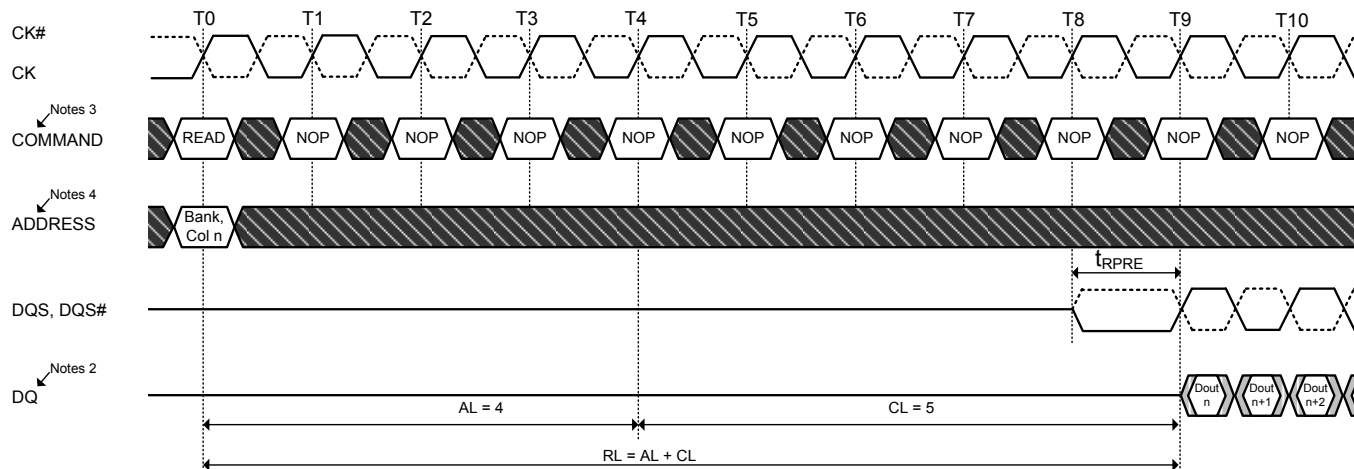 T0 T1 T2 T3 T4 T5 T6 T7 T8 T9 T10
CK#
CK
Notes 3
COMMAND
READ NOP NOP NOP NOP NOP NOP NOP NOP NOP NOP
Notes 4
ADDRESS
Bank,
Col n
tRPRE
DQS, DQS#
Notes 2
DQ
Dout
n
Dout
n+1
Dout
n+2
AL = 4
CL = 5
RL = AL + CL